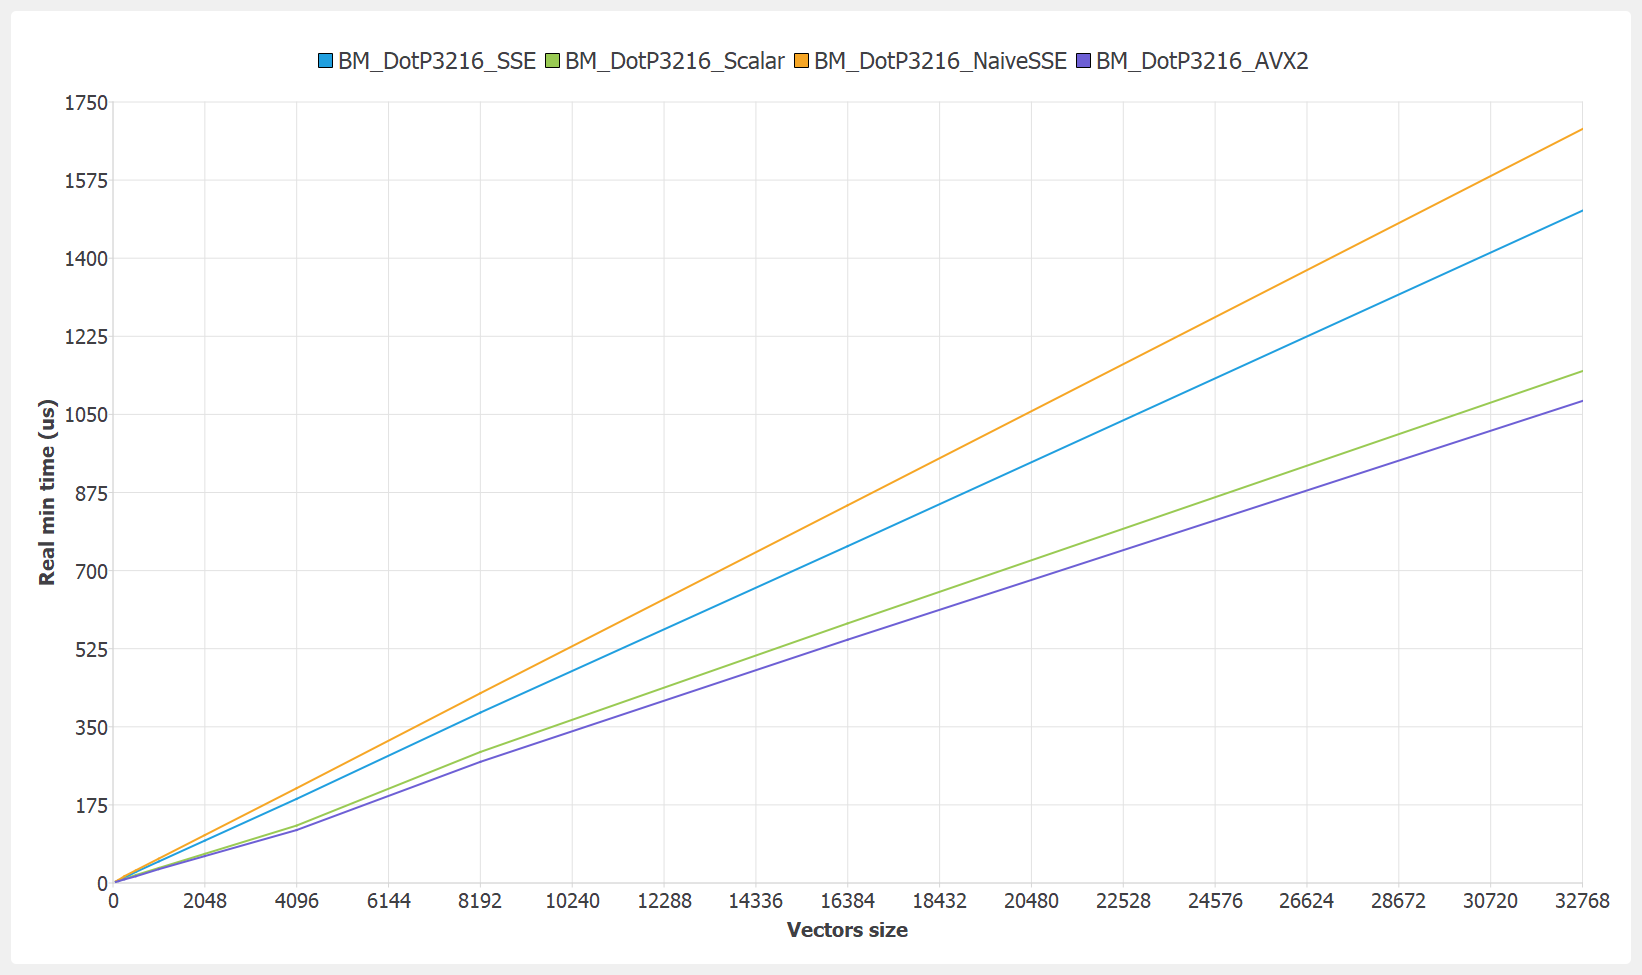 BM_DotP3216_SSE BM_DotP3216_Scalar BM_DotP3216_NaiveSSE BM_DotP3216_AVX2
1750
1575
1400
1225
1050
875
700
525
350
175
0
Real min time (us)
0 2048 4096 6144 8192 10240 12288 14336 16384 18432 20480 22528 24576 26624 28672 30720 32768
Vectors size